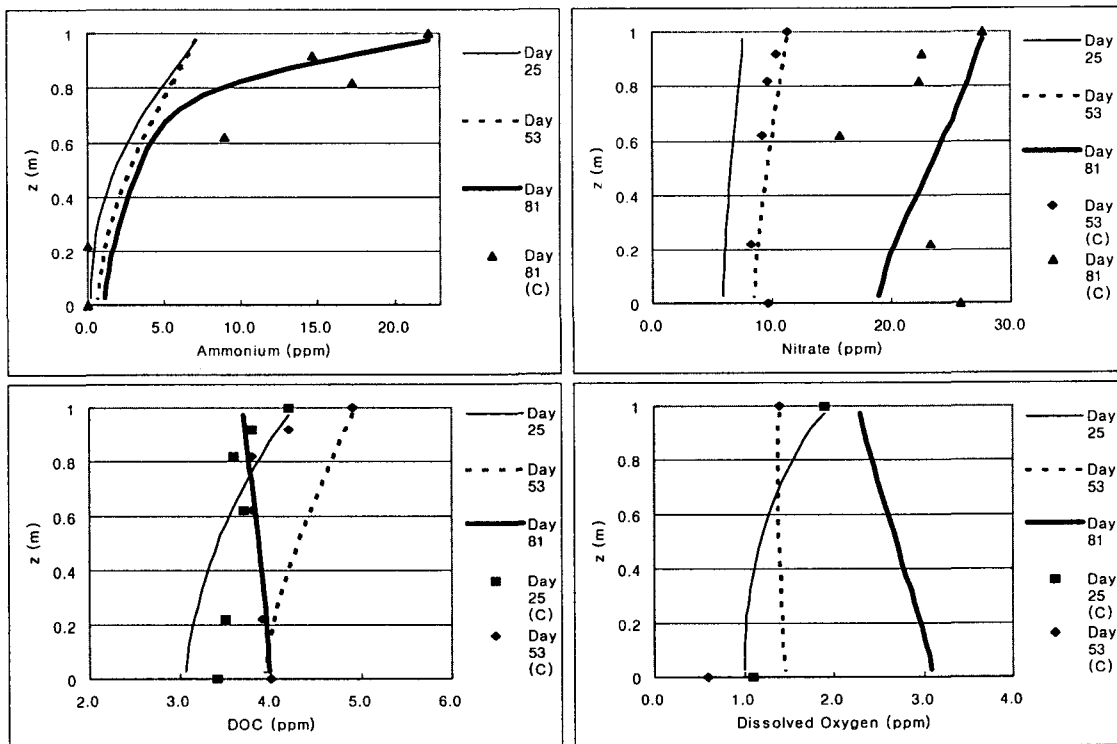 1
0.8
0.6
0.4
0.2
0
z (m)
0.0 5.0 10.0 15.0 20.0
Ammonium (ppm)
Day
25
Day
53
Day
81
Day
81
(C)
1
0.8
0.6
0.4
0.2
0
z (m)
0.0 10.0 20.0 30.0
Nitrate (ppm)
Day
25
Day
53
Day
81
Day
53
(C)
Day
81
(C)
1
0.8
0.6
0.4
0.2
0
z (m)
2.0 3.0 4.0 5.0 6.0
DOC (ppm)
Day
25
Day
53
Day
81
Day
25
(C)
Day
53
(C)
1
0.8
0.6
0.4
0.2
0
z (m)
0.0 1.0 2.0 3.0 4.0
Dissolved Oxygen (ppm)
Day
25
Day
53
Day
81
Day
25
(C)
Day
53
(C)